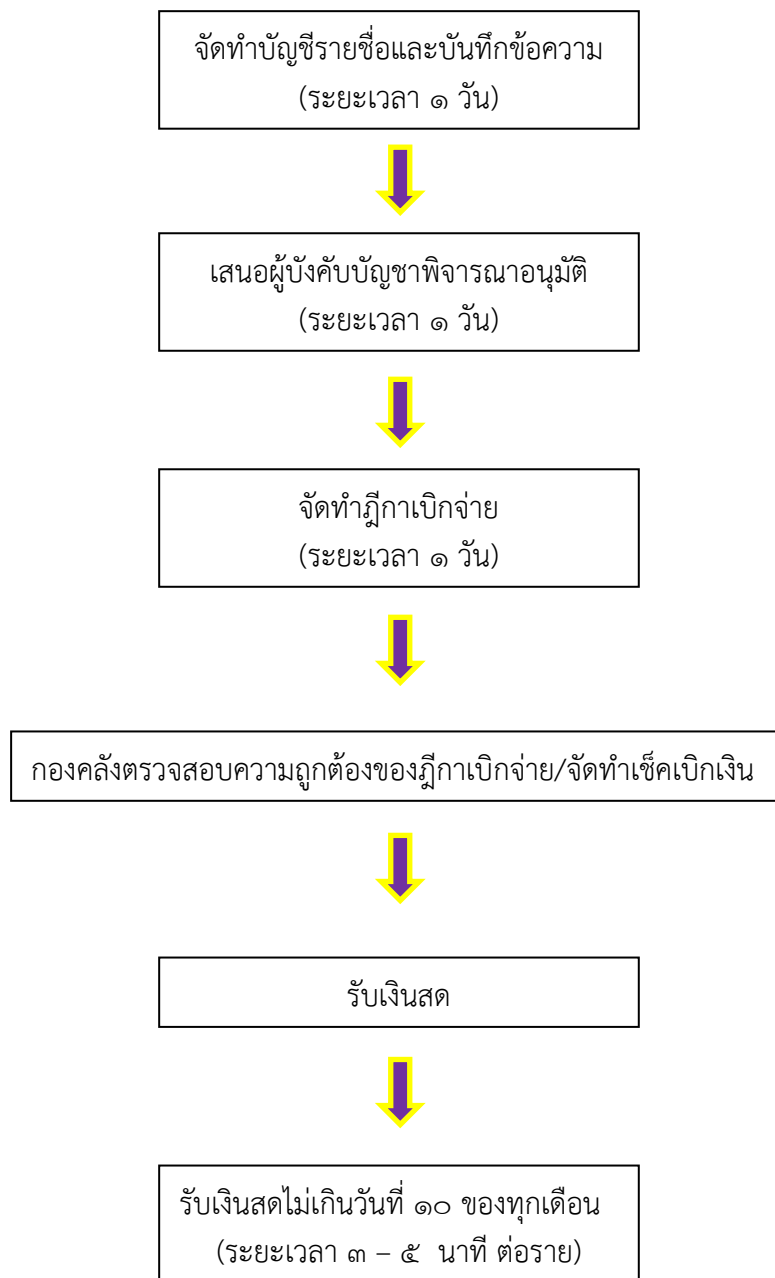 จัดทำบัญชีรายชื่อและบันทึกข้อความ
(ระยะเวลา ๑ วัน)
เสนอผู้บังคับบัญชาพิจารณาอนุมัติ
(ระยะเวลา ๑ วัน)
จัดทำฎีกาเบิกจ่าย
(ระยะเวลา ๑ วัน)
กองคลังตรวจสอบความถูกต้องของฎีกาเบิกจ่าย/จัดทำเช็คเบิกเงิน
รับเงินสด
รับเงินสดไม่เกินวันที่ ๑๐ ของทุกเดือน
(ระยะเวลา ๓ – ๕ นาที ต่อราย)